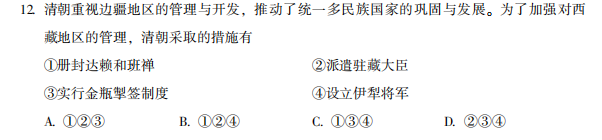 12. 清朝重视边疆地区的管理与开发，推动了统一多民族国家的巩固与发展。为了加强对西
藏地区的管理，清朝采取的措施有
①册封达赖和班禅 ②派遣驻藏大臣
③实行金瓶掣签制度 ④设立伊犁将军
A. ①②③ B. ①②④ C. ①③④ D. ②③④